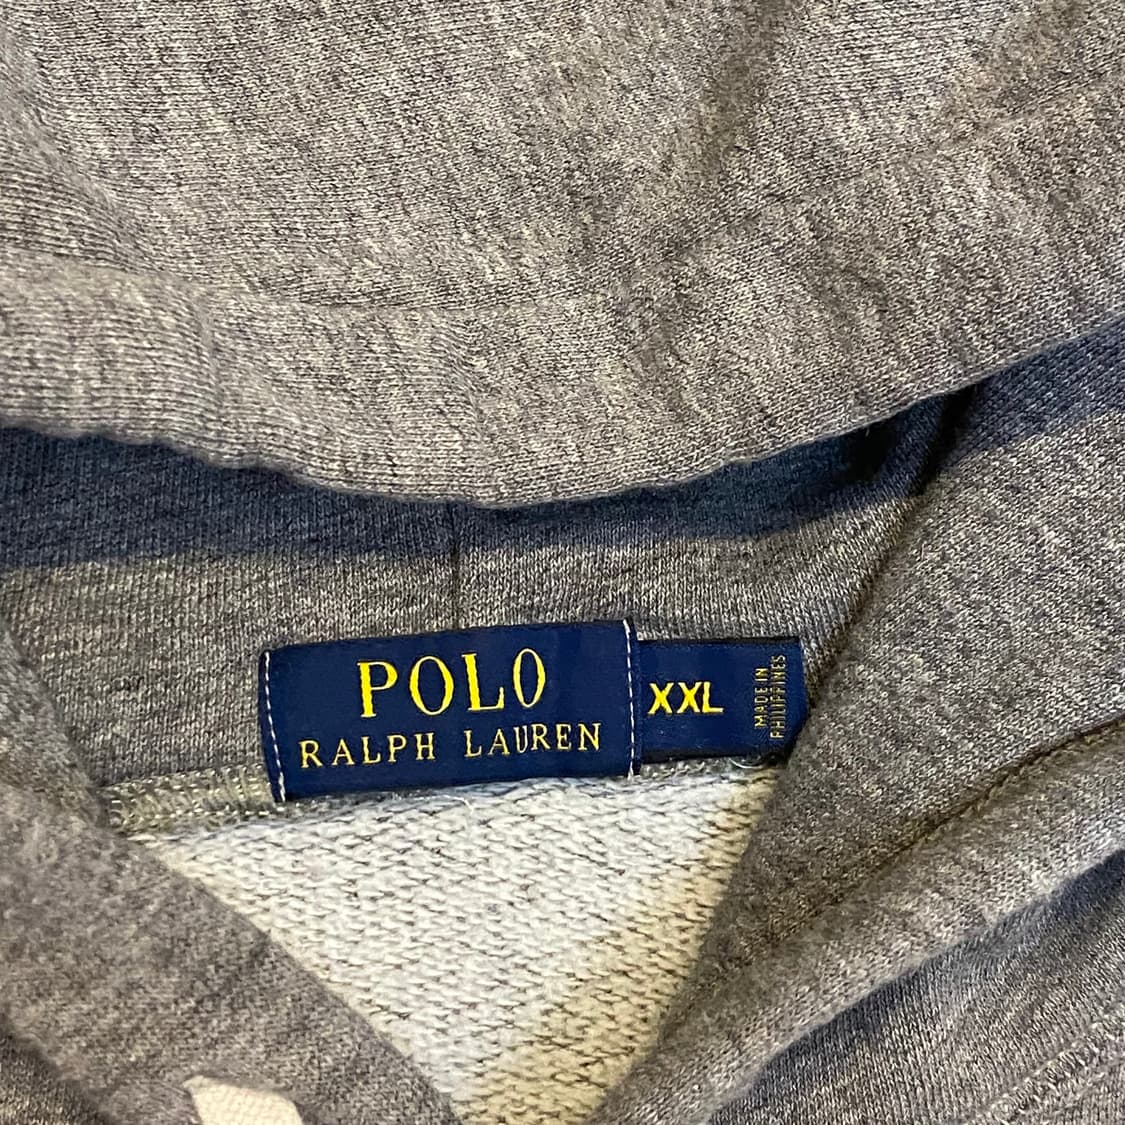 POLO
RALPH LAUREN
XXL
MADE IN
PHILIPPINES